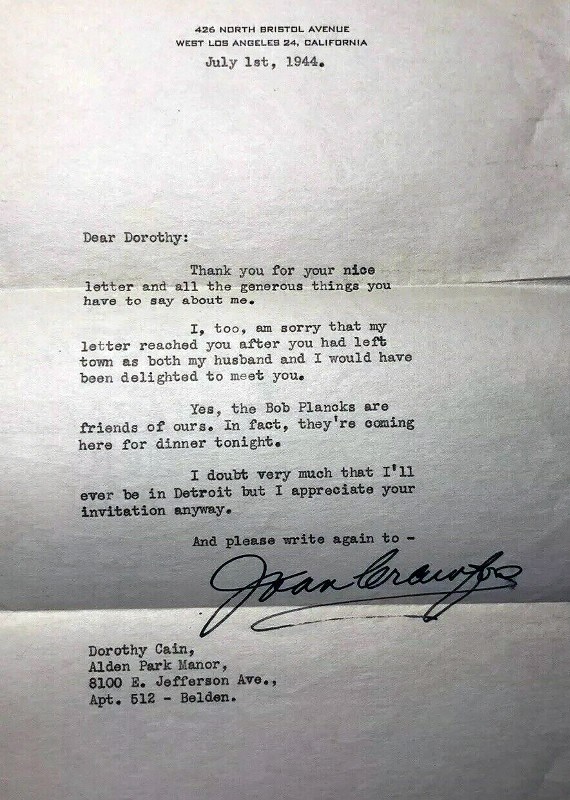 426 NORTH BRISTOL AVENUE
WEST LOS ANGELES 24, CALIFORNIA
July 1st, 1944.
Dear Dorothy:
Thank you for your nice
letter and all the generous things you
have to say about me.
I, too, am sorry that my
letter reached you after you had left
town as both my husband and I would have
been delighted to meet you.
Yes, the Bob Plancks are
friends of ours. In fact, they're coming
here for dinner tonight.
I doubt very much that I'll
ever be in Detroit but I appreciate your
invitation anyway.
And please write again to -
Joan Crawford
Dorothy Cain,
Alden Park Manor,
8100 E. Jefferson Ave.,
Apt. 512 - Belden.